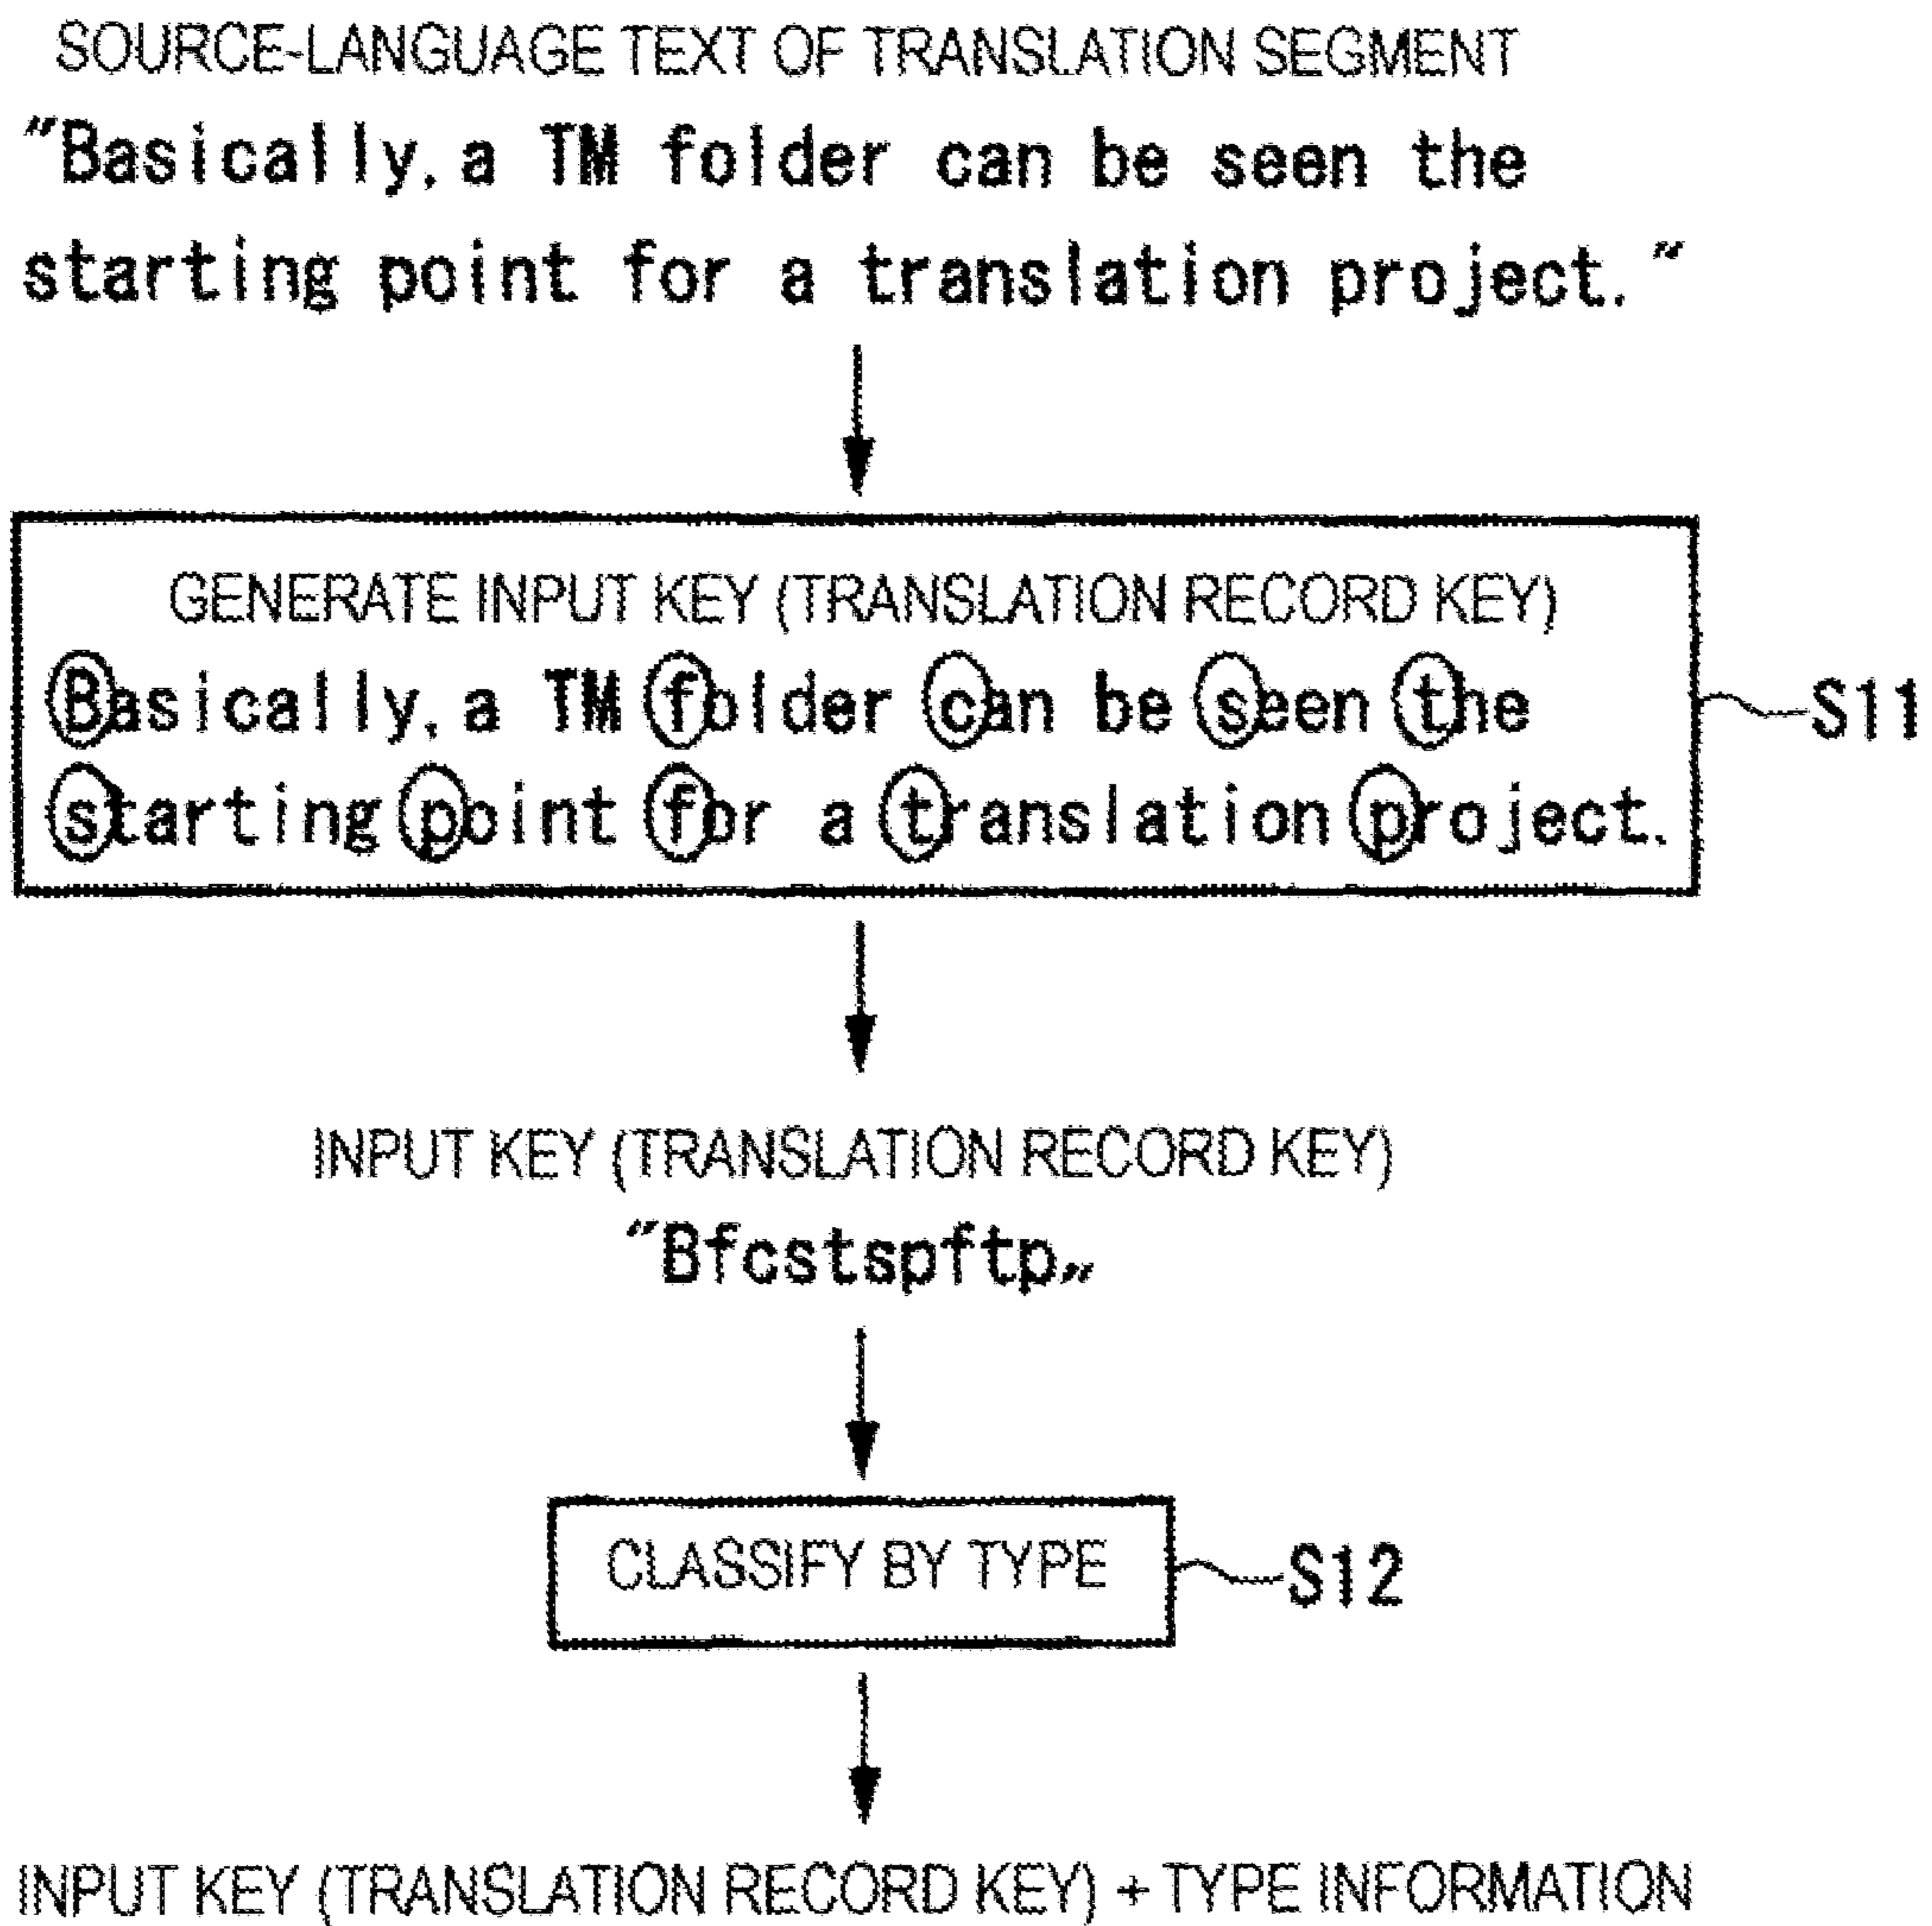 SOURCE-LANGUAGE TEXT OF TRANSLATION SEGMENT
"Basically, a TM folder can be seen the
starting point for a translation project."
GENERATE INPUT KEY (TRANSLATION RECORD KEY)
Basically, a TM folder can be seen the
starting point for a translation project.
S11
INPUT KEY (TRANSLATION RECORD KEY)
"Bfcstspftp„
CLASSIFY BY TYPE
S12
INPUT KEY (TRANSLATION RECORD KEY) + TYPE INFORMATION